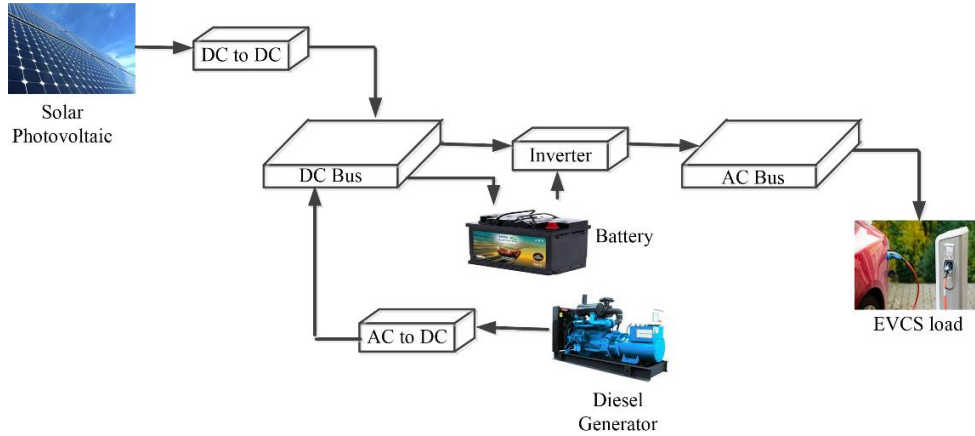 DC to DC
Solar
Photovoltaic
DC Bus
Inverter
AC Bus
Battery
AC to DC
EVCS load
Diesel
Generator